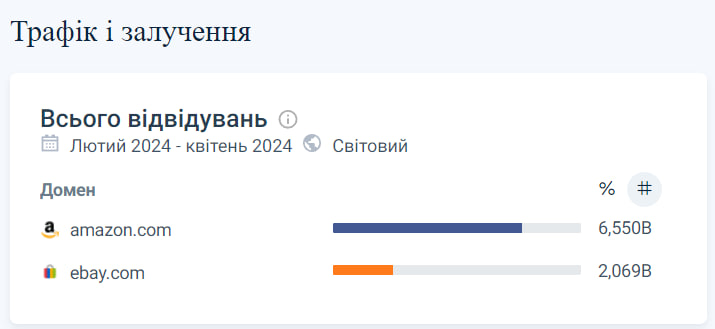 Трафік і залучення
Всього відвідувань
Лютий 2024 - квітень 2024 Світовий
Домен % #
amazon.com 6,550B
ebay.com 2,069B